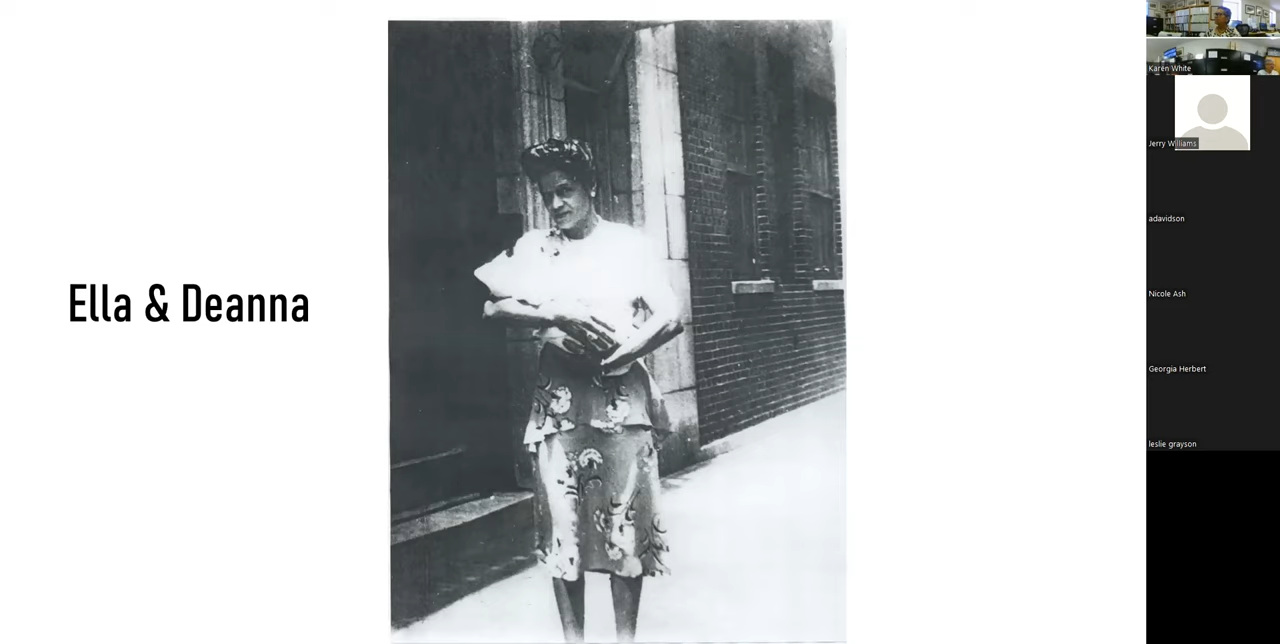 Ella & Deanna
Karen White
Jerry Williams
adavidson
Nicole Ash
Georgia Herbert
leslie grayson